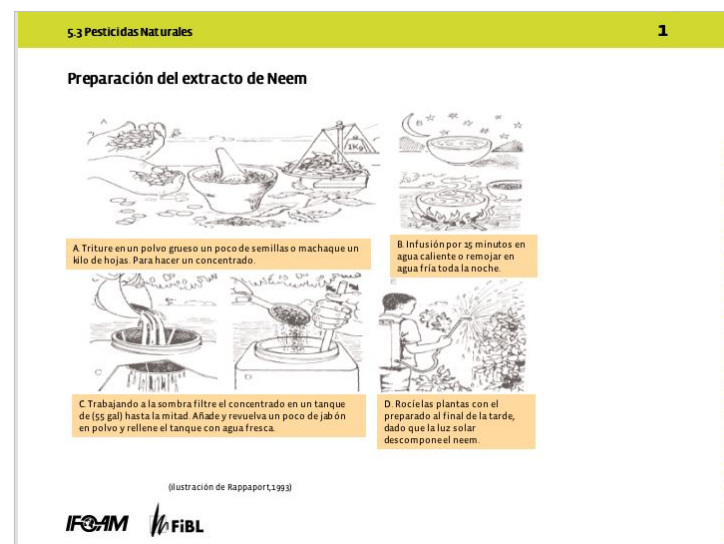 5.3 Pesticidas Naturales
1
Preparación del extracto de Neem
A
1Kg
B
A. Triture en un polvo grueso un poco de semillas o machaque un
kilo de hojas. Para hacer un concentrado.
B. Infusión por 15 minutos en
agua caliente o remojar en
agua fría toda la noche.
C
D
C. Trabajando a la sombra filtre el concentrado en un tanque
de (55 gal) hasta la mitad. Añade y revuelva un poco de jabón
en polvo y rellene el tanque con agua fresca.
D. Rocíe las plantas con el
preparado al final de la tarde,
dado que la luz solar
descompone el neem.
(ilustración de Rappaport,1993)
IFOAM
FiBL